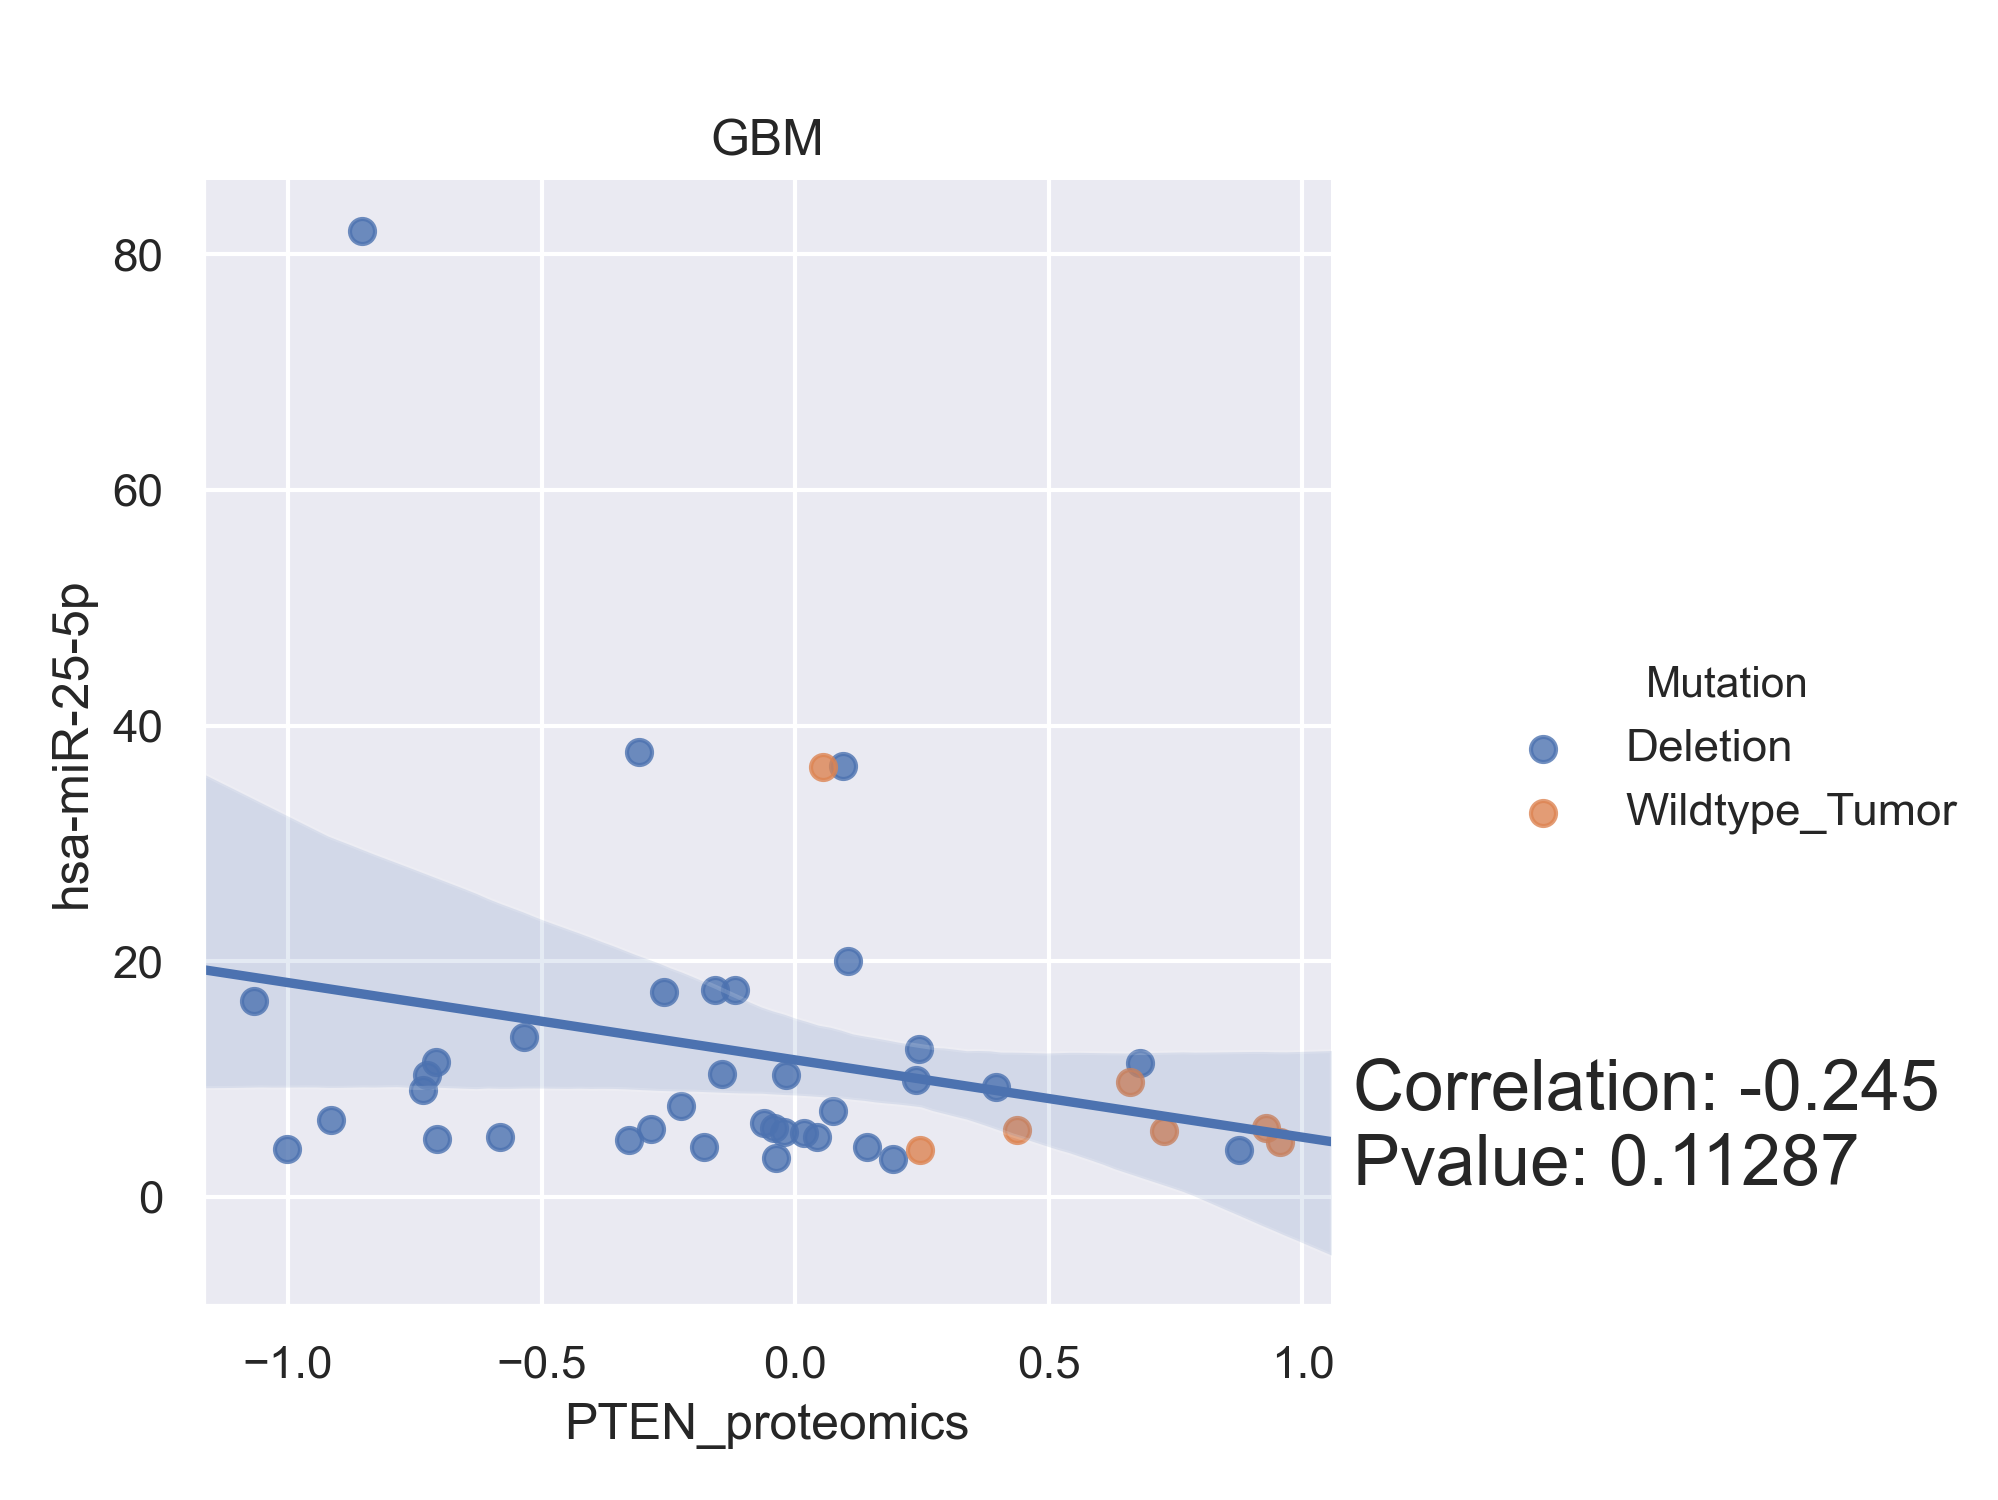 GBM
80
60
40
20
0
hsa-miR-25-5p
−1.0
−0.5
0.0
0.5
1.0
PTEN_proteomics
Mutation
Deletion
Wildtype_Tumor
Correlation: -0.245
Pvalue: 0.11287